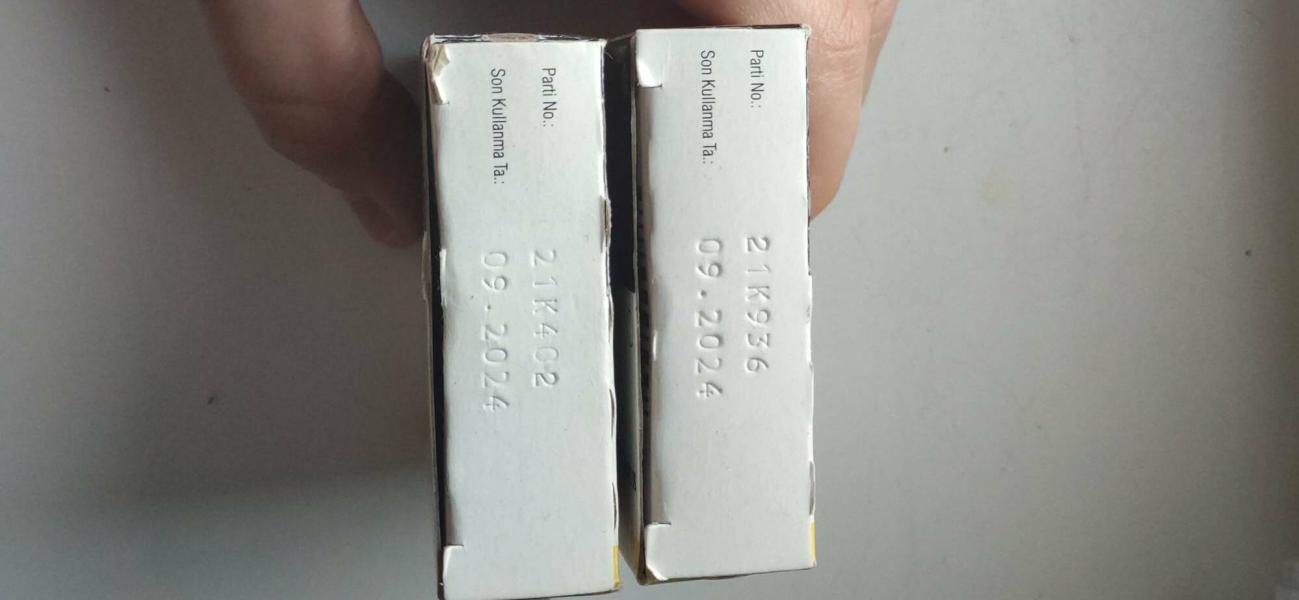 Parti No.: 21K402
Son Kullanma Ta.: 09.2024
Parti No.: 21K936
Son Kullanma Ta.: 09.2024